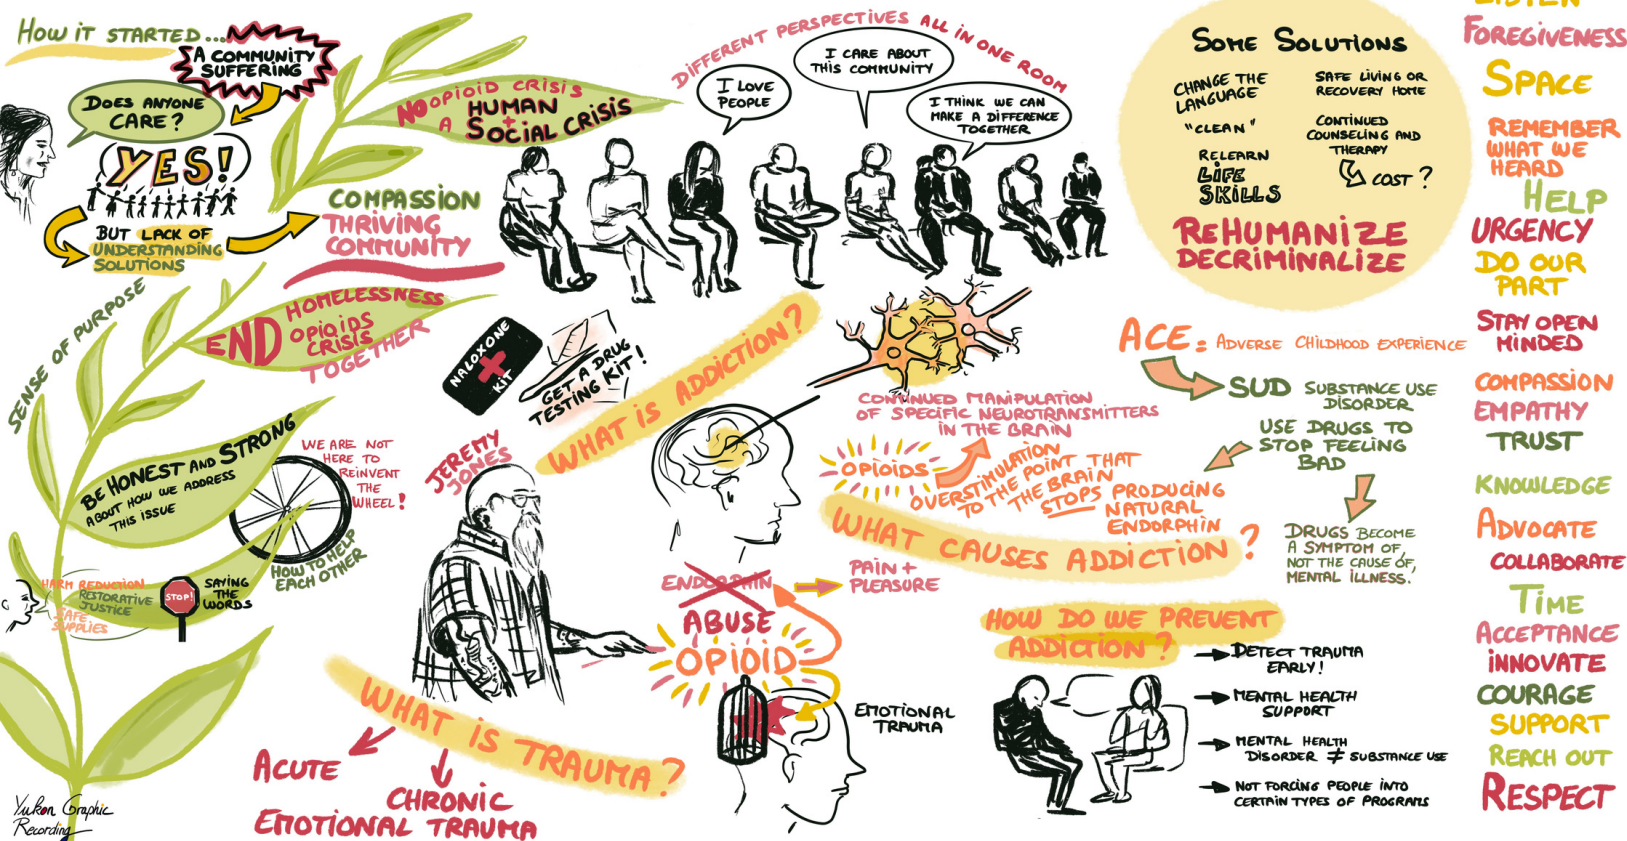 HOW IT STARTED...
A COMMUNITY
SUFFERING
DOES ANYONE
CARE?
YES!
BUT LACK OF
UNDERSTANDING
SOLUTIONS
COMPASSION
THRIVING
COMMUNITY
NO OPIOID CRISIS
A HUMAN
+
SOCIAL CRISIS
SENSE OF PURPOSE
END HOMELESSNESS
OPIOIDS
CRISIS
TOGETHER
BE HONEST AND STRONG
ABOUT HOW WE ADDRESS
THIS ISSUE
WE ARE NOT
HERE TO
REINVENT
THE
WHEEL!
HOW TO HELP
EACH OTHER
HARM REDUCTION
RESTORATIVE
JUSTICE
SAFE
SUPPLIES
STOP!
SAYING
THE
WORDS
Yukon Graphic
Recording
DIFFERENT PERSPECTIVES ALL IN ONE ROOM
I LOVE
PEOPLE
I CARE ABOUT
THIS COMMUNITY
I THINK WE CAN
MAKE A DIFFERENCE
TOGETHER
NALOXONE
KIT
GET A DRUG
TESTING KIT!
JEREMY
JONES
WHAT IS ADDICTION?
CONTINUED MANIPULATION
OF SPECIFIC NEUROTRANSMITTERS
IN THE BRAIN
OPIOIDS
OVERSTIMULATION
TO THE POINT THAT
THE BRAIN
STOPS PRODUCING
NATURAL
ENDORPHIN
WHAT CAUSES ADDICTION?
ENDORPHIN
PAIN +
PLEASURE
ABUSE
OPIOID
EMOTIONAL
TRAUMA
WHAT IS TRAUMA?
ACUTE
CHRONIC
EMOTIONAL TRAUMA
SOME SOLUTIONS
CHANGE THE
LANGUAGE
"CLEAN"
RELEARN
LIFE
SKILLS
SAFE LIVING OR
RECOVERY HOME
CONTINUED
COUNSELING AND
THERAPY
COST?
REHUMANIZE
DECRIMINALIZE
ACE = ADVERSE CHILDHOOD EXPERIENCE
SUD SUBSTANCE USE
DISORDER
USE DRUGS TO
STOP FEELING
BAD
DRUGS BECOME
A SYMPTOM OF,
NOT THE CAUSE OF,
MENTAL ILLNESS.
HOW DO WE PREVENT
ADDICTION?
DETECT TRAUMA
EARLY!
MENTAL HEALTH
SUPPORT
MENTAL HEALTH
DISORDER ≠ SUBSTANCE USE
NOT FORCING PEOPLE INTO
CERTAIN TYPES OF PROGRAMS
LISTEN
FOREGIVENESS
SPACE
REMEMBER
WHAT WE
HEARD
HELP
URGENCY
DO OUR
PART
STAY OPEN
MINDED
COMPASSION
EMPATHY
TRUST
KNOWLEDGE
ADVOCATE
COLLABORATE
TIME
ACCEPTANCE
INNOVATE
COURAGE
SUPPORT
REACH OUT
RESPECT